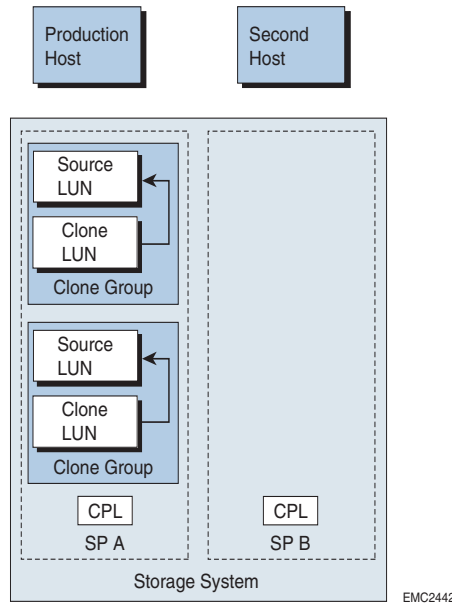 Production
Host
Second
Host
Source
LUN
Clone
LUN
Clone Group
Source
LUN
Clone
LUN
Clone Group
CPL
SP A
CPL
SP B
Storage System
EMC2442